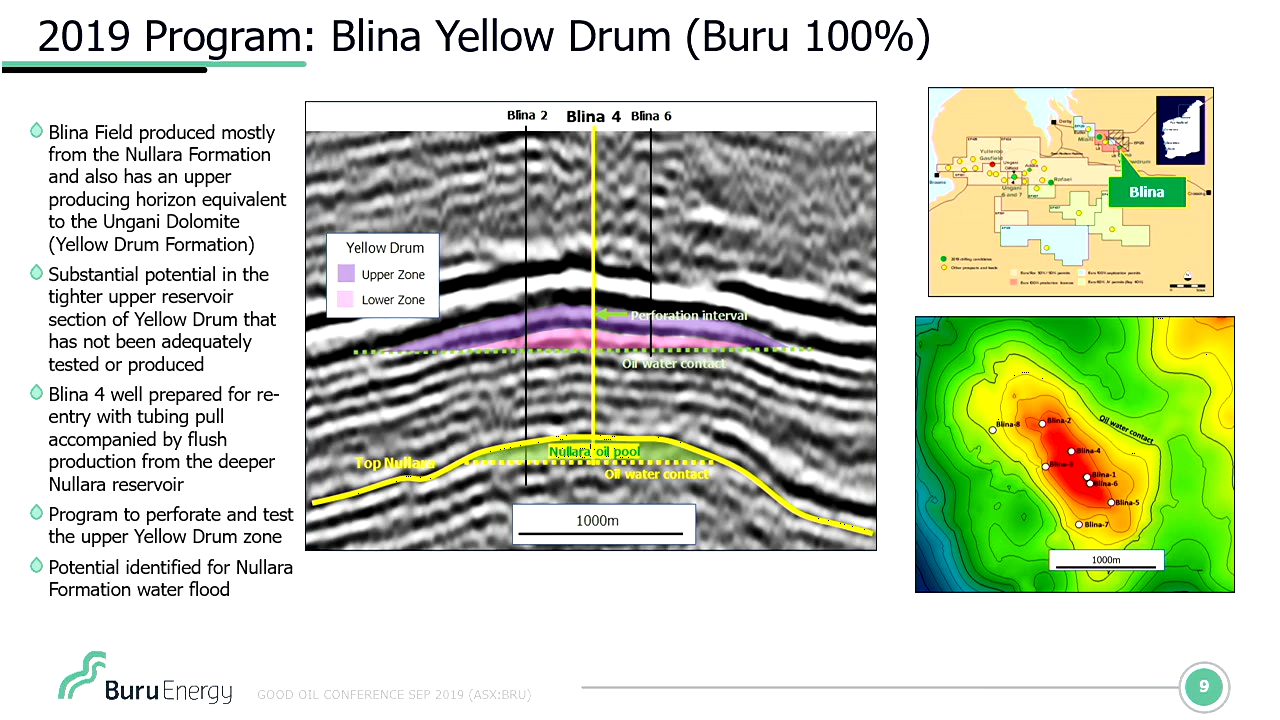 2019 Program: Blina Yellow Drum (Buru 100%)
Blina Field produced mostly
from the Nullara Formation
and also has an upper
producing horizon equivalent
to the Ungani Dolomite
(Yellow Drum Formation)
Substantial potential in the
tighter upper reservoir
section of Yellow Drum that
has not been adequately
tested or produced
Blina 4 well prepared for re-
entry with tubing pull
accompanied by flush
production from the deeper
Nullara reservoir
Program to perforate and test
the upper Yellow Drum zone
Potential identified for Nullara
Formation water flood
Blina 2 Blina 4 Blina 6
Yellow Drum
Upper Zone
Lower Zone
Perforation interval
Oil water contact
Nullara oil pool
Top Nullara
Oil water contact
1000m
Derby
Yulleroo
Gasfield
Ungani
Rafael
Broome
Blina
Oil water contact
Blina-8
Blina-2
Blina-4
Blina-1
Blina-6
Blina-5
Blina-7
1000m
Buru Energy
GOOD OIL CONFERENCE SEP 2019 (ASX:BRU)
9